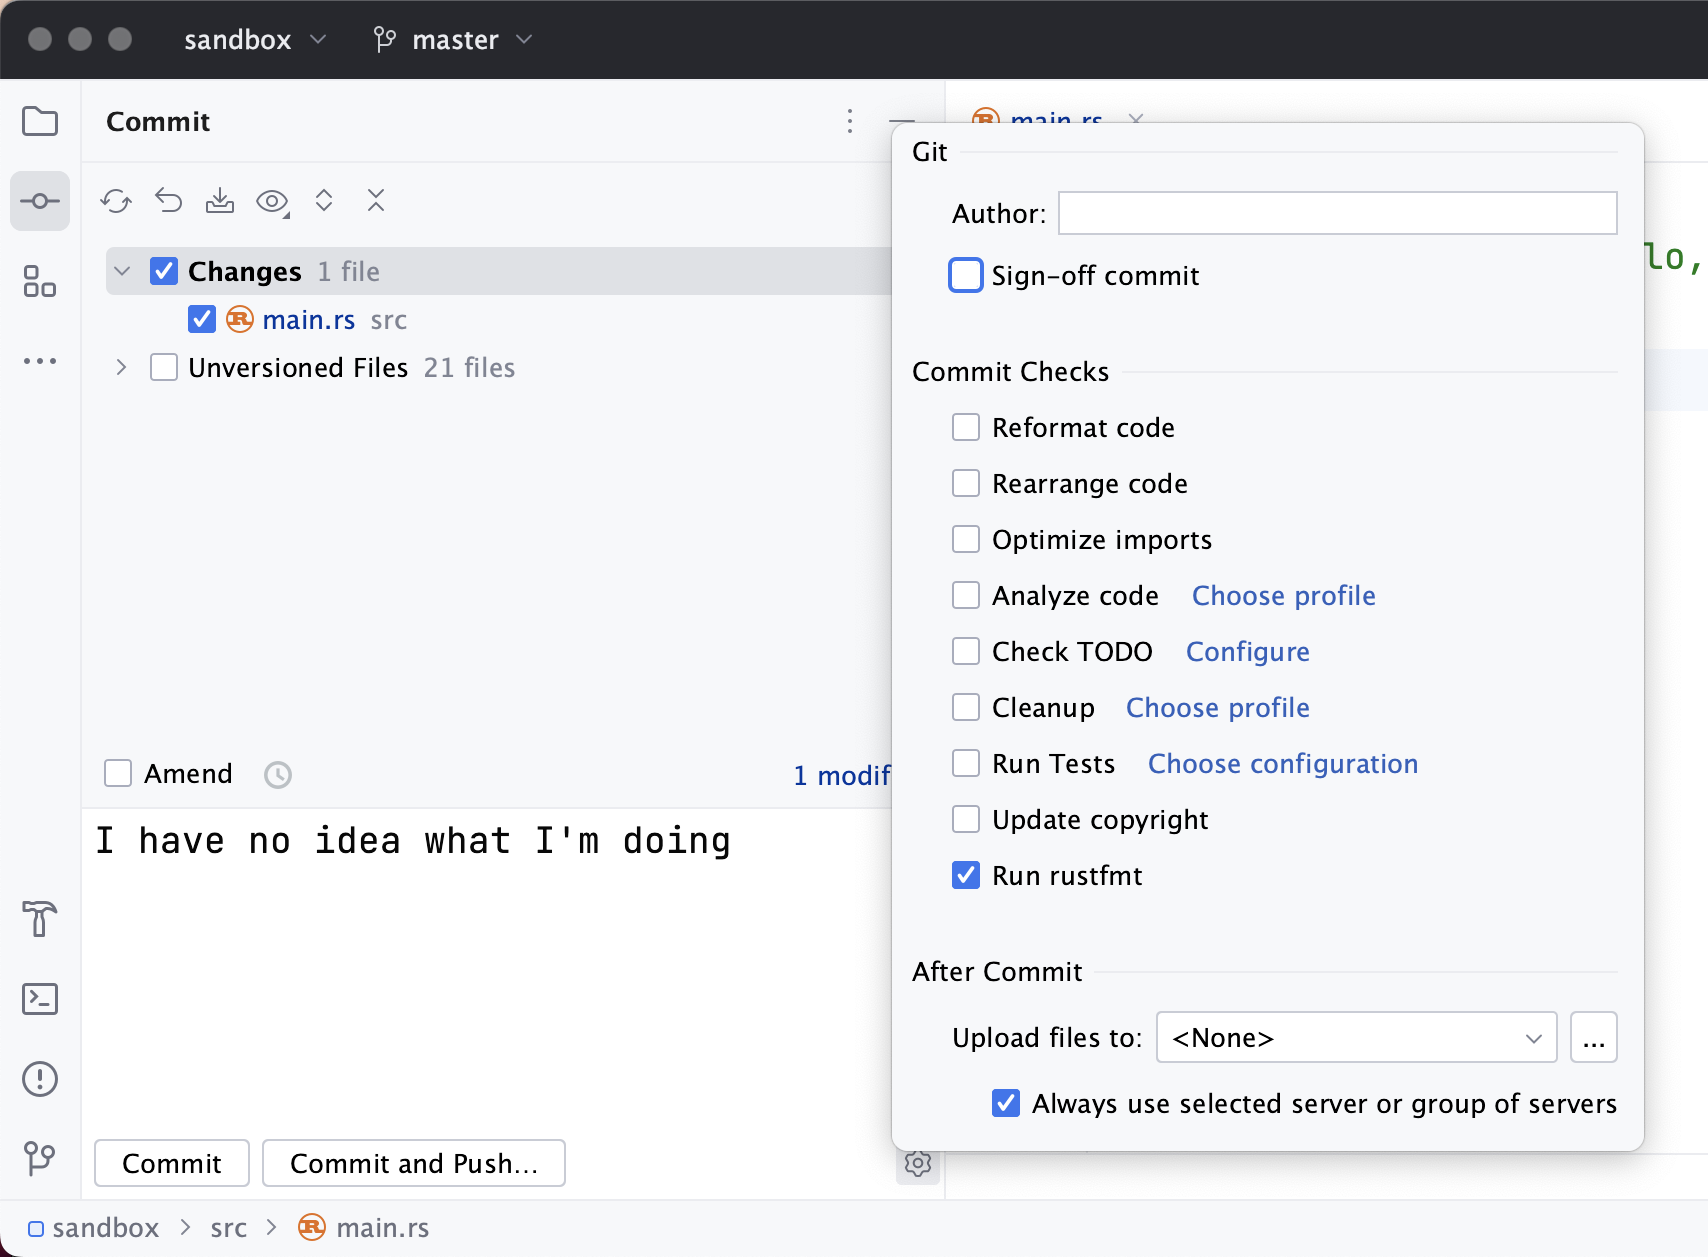 sandbox master
Commit
main.rs
Git
Author:
lo,
Sign-off commit
Changes 1 file
main.rs src
Unversioned Files 21 files
Commit Checks
Reformat code
Rearrange code
Optimize imports
Analyze code Choose profile
Check TODO Configure
Cleanup Choose profile
Run Tests Choose configuration
Update copyright
Run rustfmt
Amend
1 modif
I have no idea what I'm doing
After Commit
Upload files to: <None> ...
Always use selected server or group of servers
Commit Commit and Push...
sandbox > src > main.rs